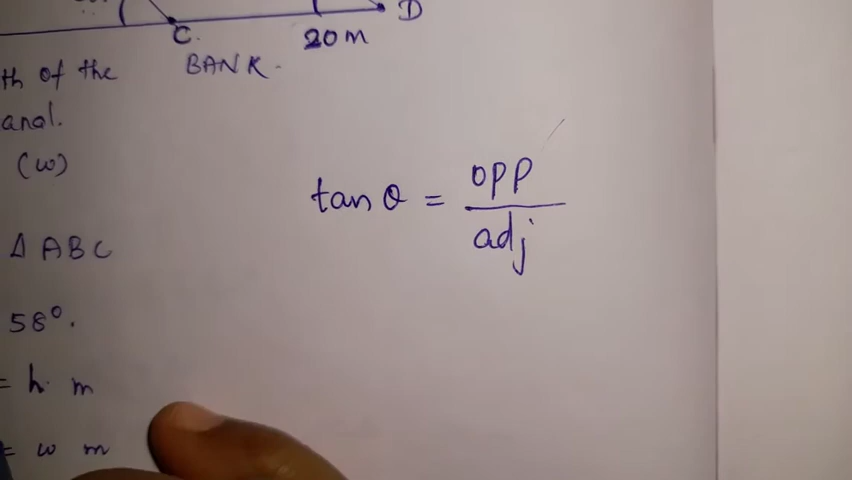 C. 20m D
BANK.
th of the
anal.
(w)
tan θ = opp
adj
Δ ABC
58°.
= h m
= w m